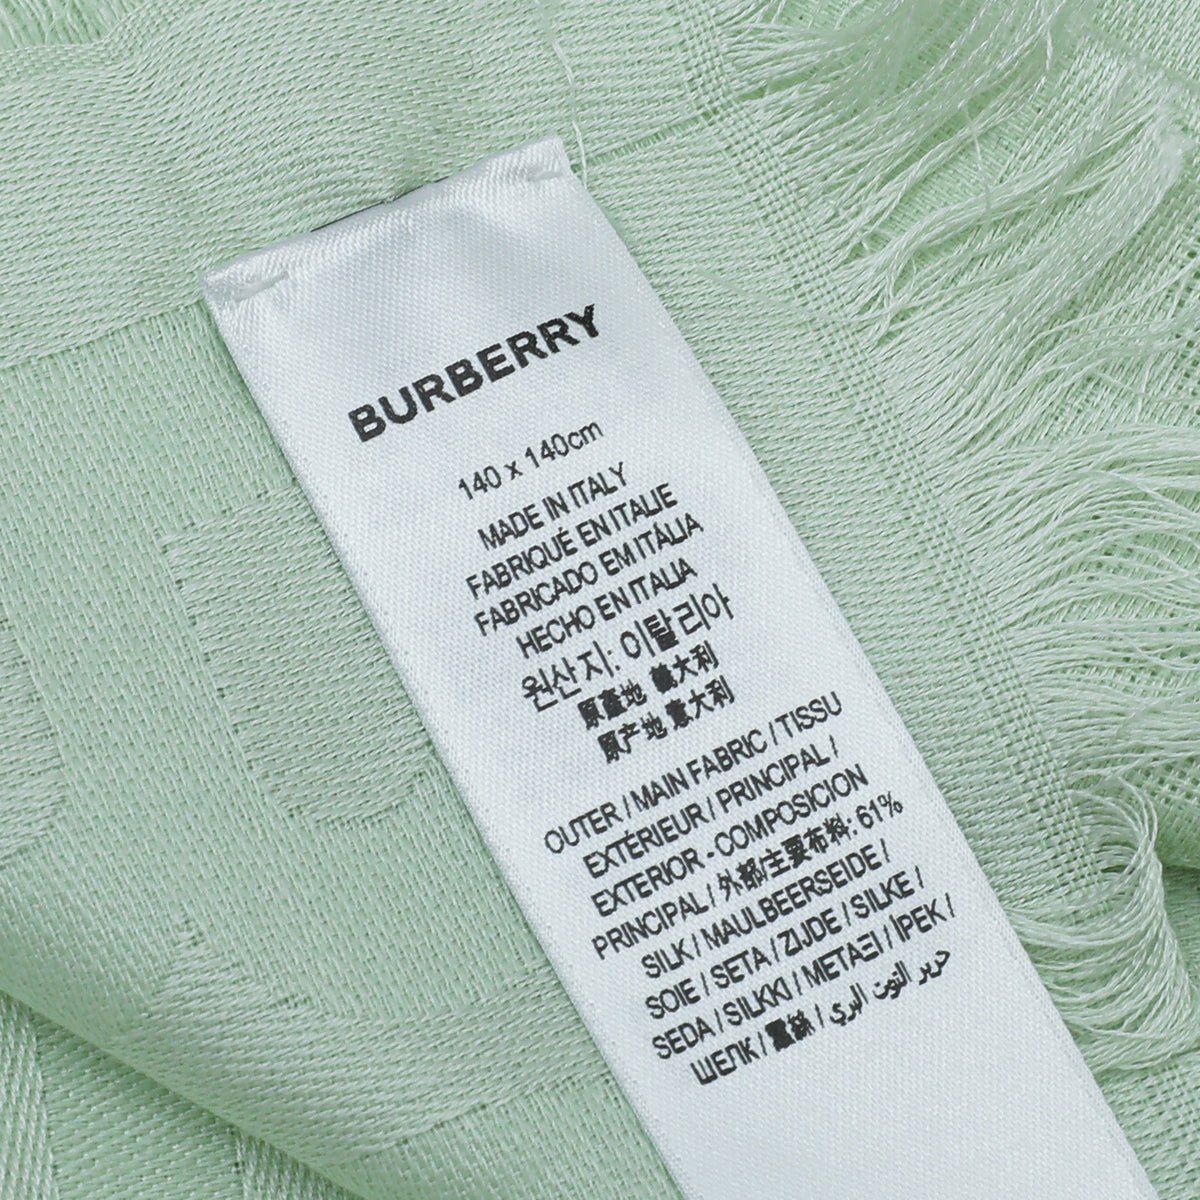 BURBERRY
140 x 140cm
MADE IN ITALY
FABRIQUÉ EN ITALIE
FABRICADO EM ITÁLIA
HECHO EN ITALIA
원산지: 이탈리아
原產地 義大利
原产地 意大利
OUTER / MAIN FABRIC / TISSU
EXTÉRIEUR / PRINCIPAL /
EXTERIOR - COMPOSICION
PRINCIPAL / 外部/主要布料: 61%
SILK / MAULBEERSEIDE /
SOIE / SETA / ZIJDE / SILKE /
SEDA / SILKKI / ΜΕΤΑΞΙ / IPEK /
ШЕЛК / 蠶絲 / حرير التوت البري